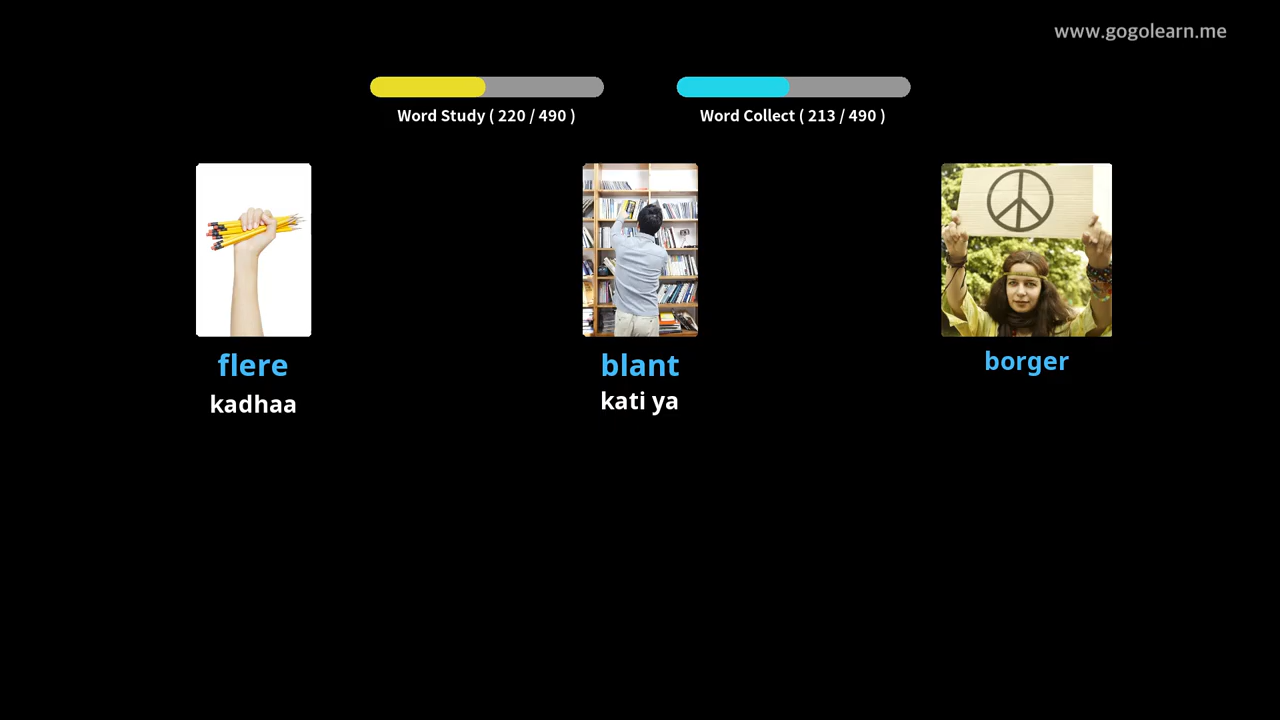 www.gogolearn.me
Word Study ( 220 / 490 )
Word Collect ( 213 / 490 )
flere
kadhaa
blant
kati ya
borger